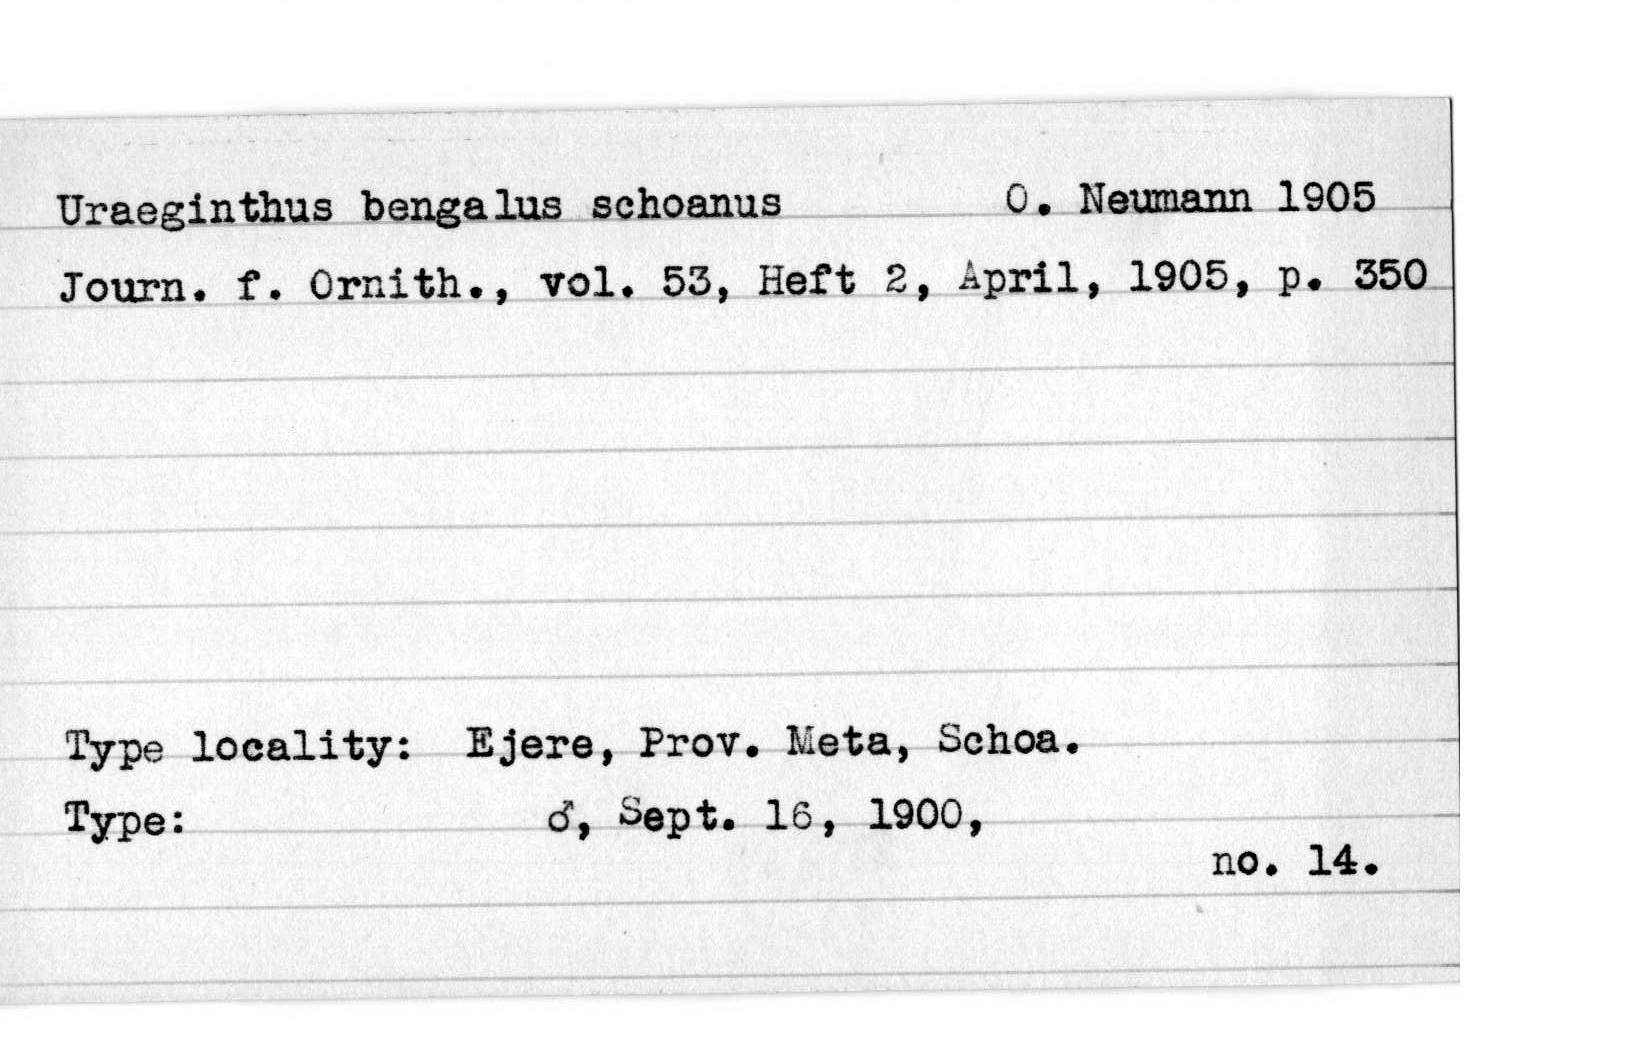 Uraeginthus bengalus schoanus O. Neumann 1905
Journ. f. Ornith., vol. 53, Heft 2, April, 1905, p. 350
Type locality: Ejere, Prov. Meta, Schoa.
Type: ♂, Sept. 16, 1900,
no. 14.